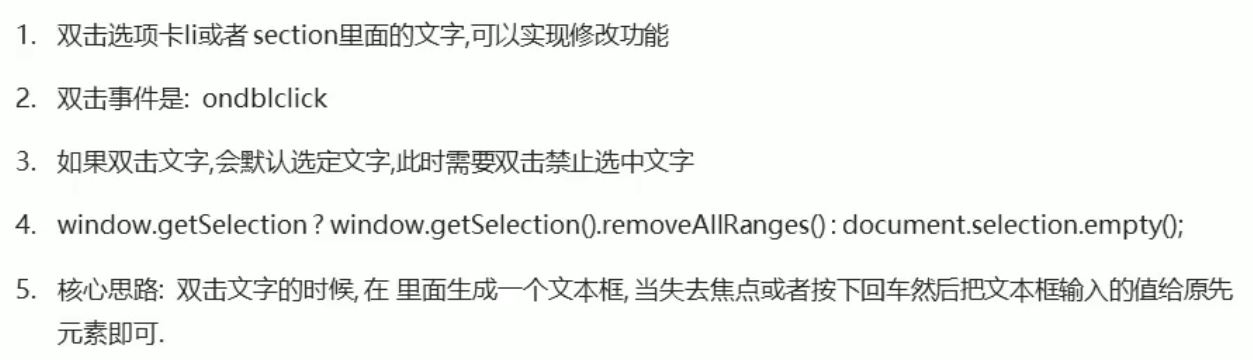 1. 双击选项卡li或者 section里面的文字,可以实现修改功能
2. 双击事件是: ondblclick
3. 如果双击文字,会默认选定文字,此时需要双击禁止选中文字
4. window.getSelection ? window.getSelection().removeAllRanges() : document.selection.empty();
5. 核心思路: 双击文字的时候, 在 里面生成一个文本框, 当失去焦点或者按下回车然后把文本框输入的值给原先
元素即可.